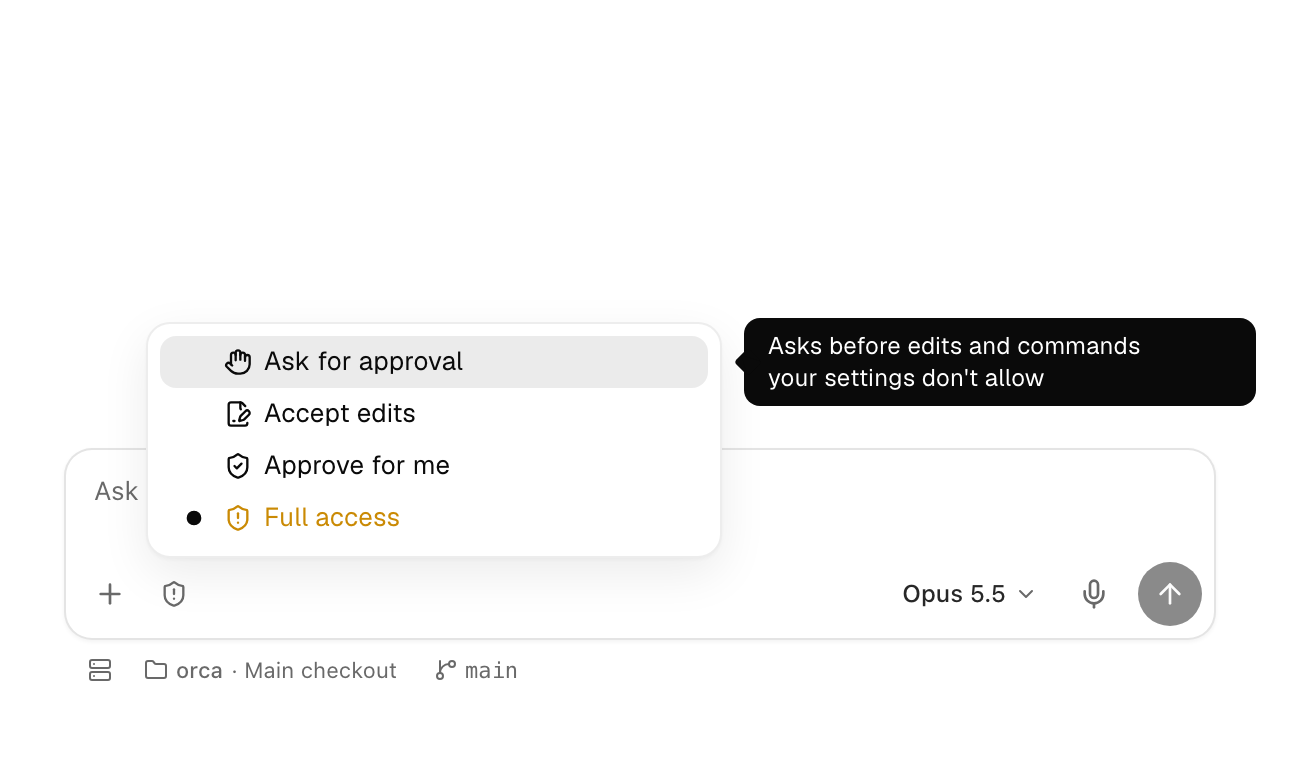 Ask for approval
Asks before edits and commands
your settings don't allow
Accept edits
Approve for me
Full access
Ask
Opus 5.5
orca · Main checkout
main